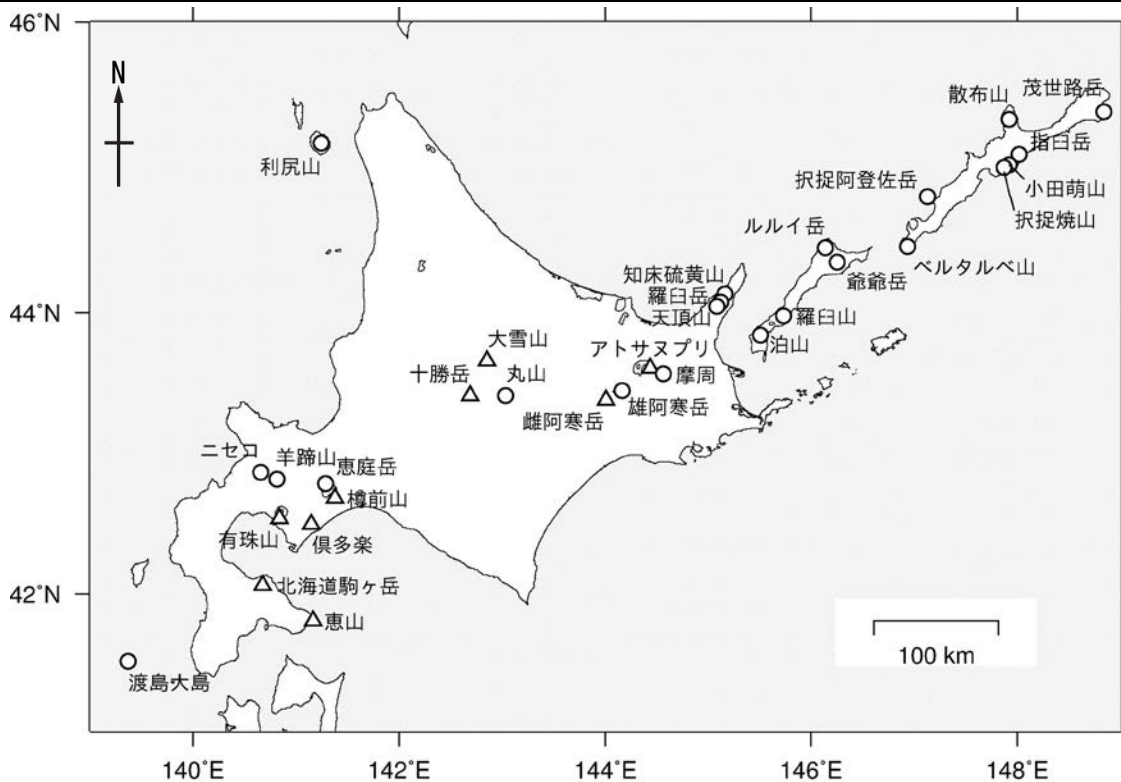 46˚N
N
散布山
茂世路岳
利尻山
指臼岳
小田萌山
択捉阿登佐岳
択捉焼山
ルルイ岳
ベルタルベ山
爺爺岳
知床硫黄山
羅臼岳
天頂山
44˚N
羅臼山
泊山
大雪山
アトサヌプリ
十勝岳
丸山
摩周
雌阿寒岳
雄阿寒岳
ニセコ
羊蹄山
恵庭岳
樽前山
有珠山
倶多楽
42˚N
北海道駒ヶ岳
恵山
100 km
渡島大島
140˚E
142˚E
144˚E
146˚E
148˚E